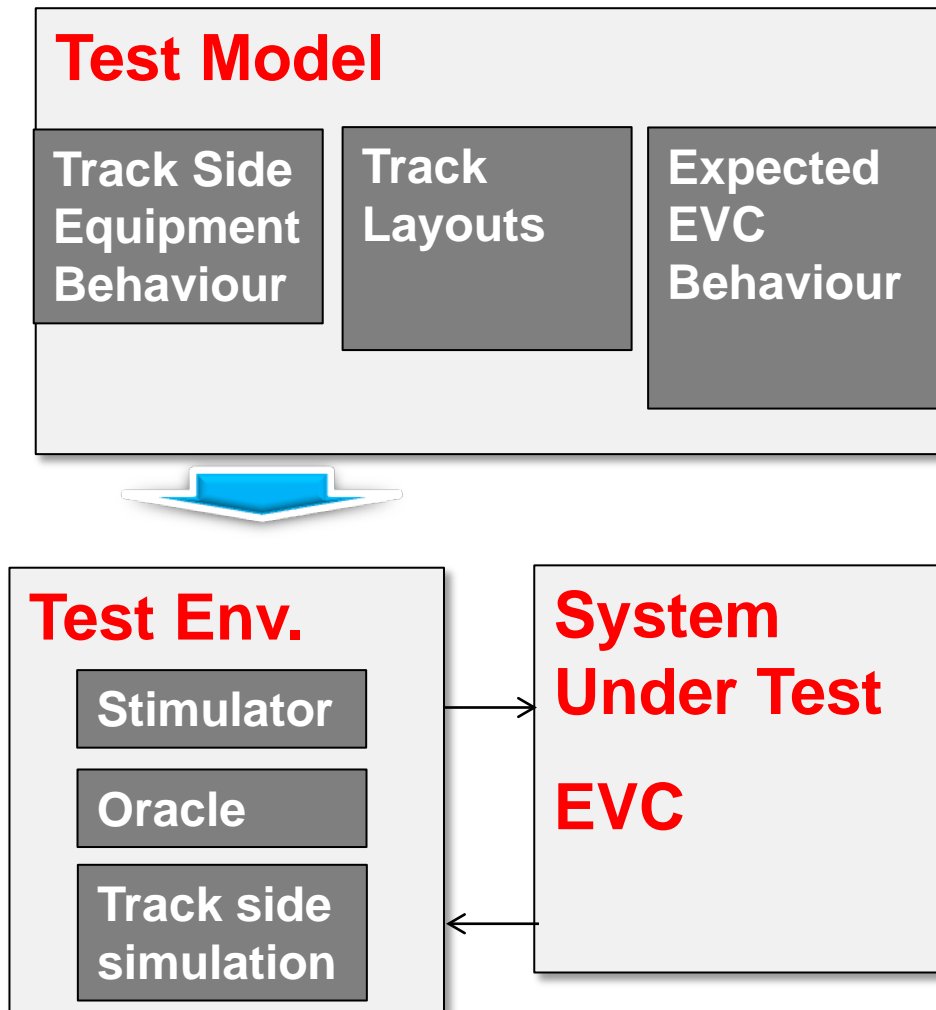 Test Model
Track Side
Equipment
Behaviour
Track
Layouts
Expected
EVC
Behaviour
Test Env.
Stimulator
Oracle
Track side
simulation
System
Under Test
EVC